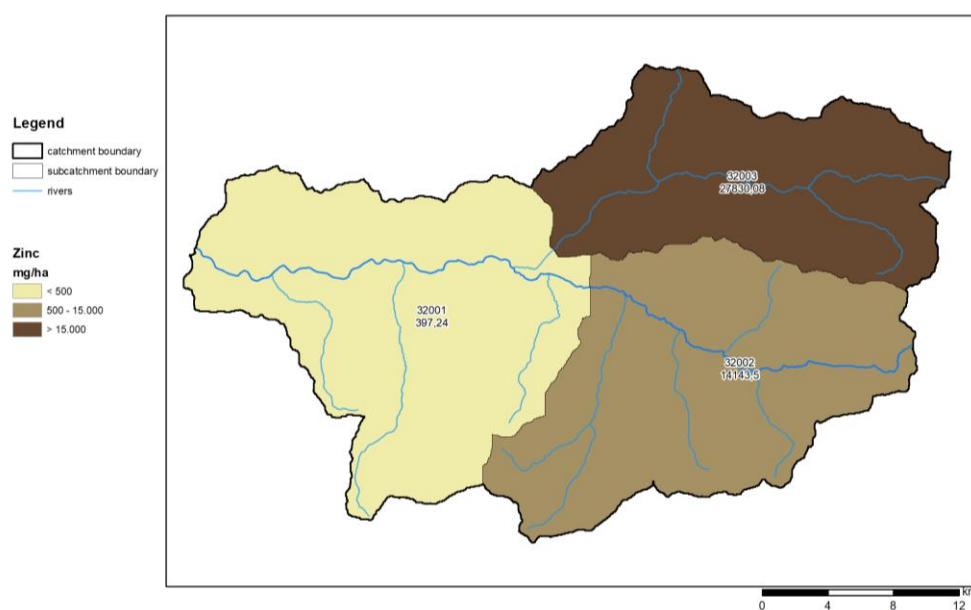 Legend
catchment boundary
subcatchment boundary
rivers
Zinc
mg/ha
< 500
500 - 15.000
> 15.000
32003
27830,08
32001
397,24
32002
14143,5
0 4 8 12